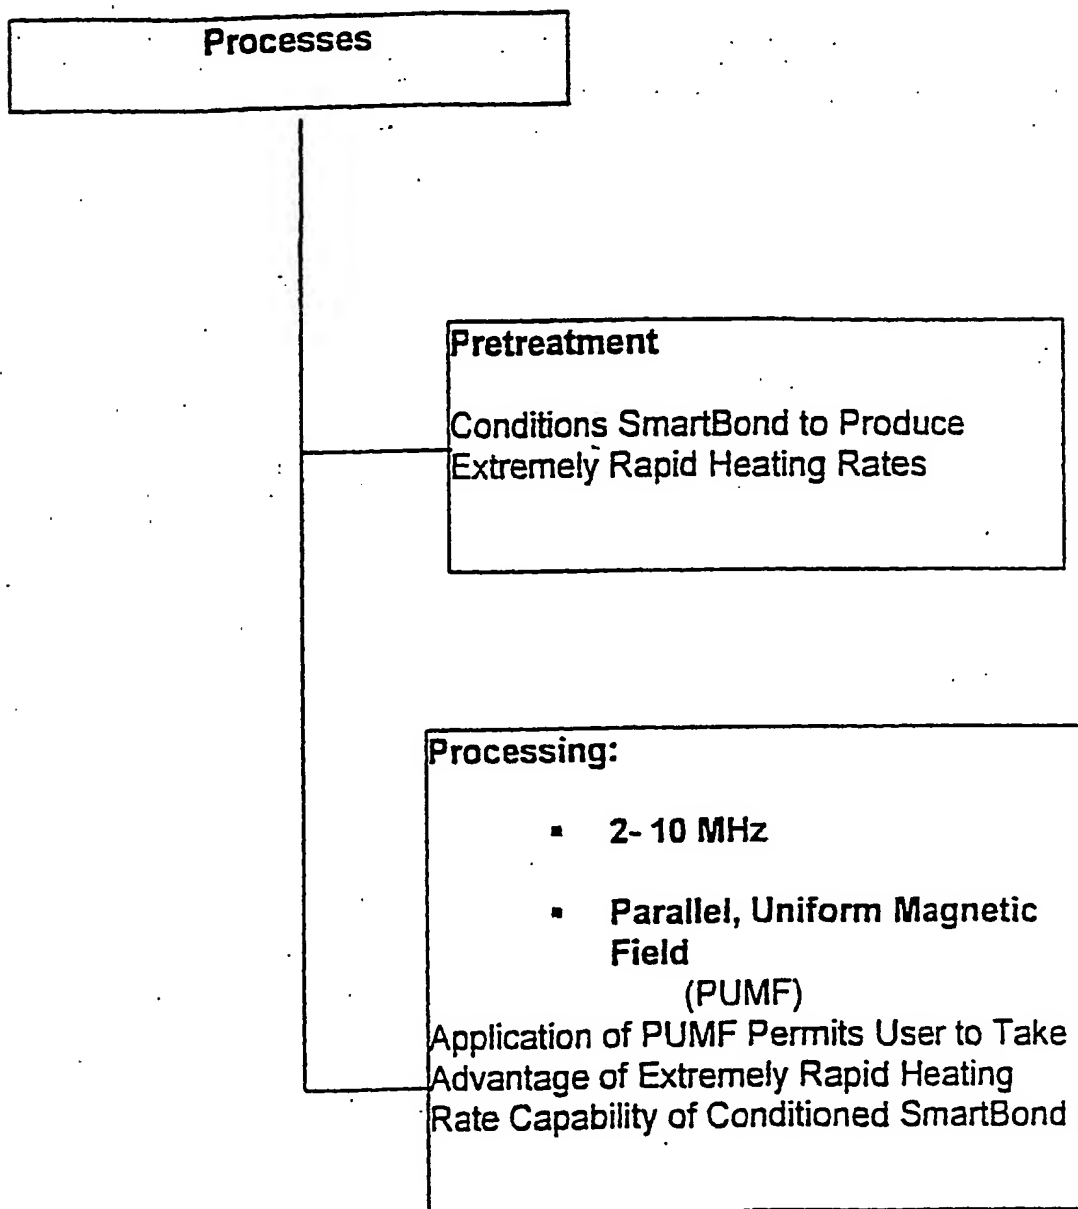 Processes
Pretreatment
Conditions SmartBond to Produce
Extremely Rapid Heating Rates
Processing:
▪ 2- 10 MHz
▪ Parallel, Uniform Magnetic
Field
(PUMF)
Application of PUMF Permits User to Take
Advantage of Extremely Rapid Heating
Rate Capability of Conditioned SmartBond